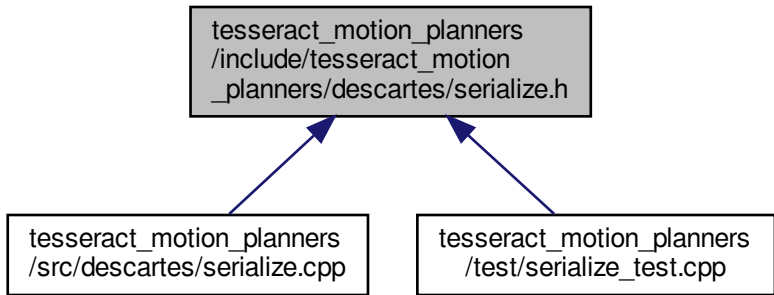 tesseract_motion_planners
/include/tesseract_motion
_planners/descartes/serialize.h
tesseract_motion_planners
/src/descartes/serialize.cpp
tesseract_motion_planners
/test/serialize_test.cpp